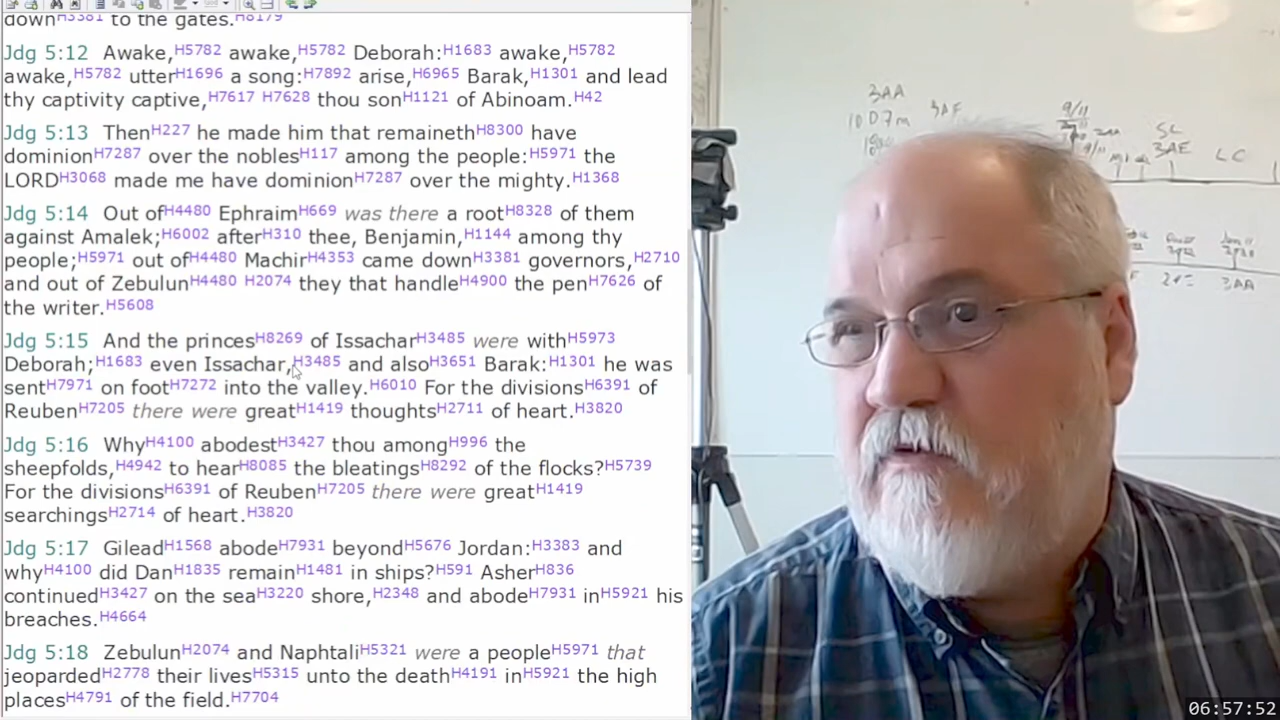 down H3381 to the gates. H8179
Jdg 5:12 Awake, H5782 awake, H5782 Deborah: H1683 awake, H5782
awake, H5782 utter H1696 a song: H7892 arise, H6965 Barak, H1301 and lead
thy captivity captive, H7617 H7628 thou son H1121 of Abinoam. H42
Jdg 5:13 Then H227 he made him that remaineth H8300 have
dominion H7287 over the nobles H117 among the people: H5971 the
LORD H3068 made me have dominion H7287 over the mighty. H1368
Jdg 5:14 Out of H4480 Ephraim H669 was there a root H8328 of them
against Amalek; H6002 after H310 thee, Benjamin, H1144 among thy
people; H5971 out of H4480 Machir H4353 came down H3381 governors, H2710
and out of Zebulun H4480 H2074 they that handle H4900 the pen H7626 of
the writer. H5608
Jdg 5:15 And the princes H8269 of Issachar H3485 were with H5973
Deborah; H1683 even Issachar, H3485 and also H3651 Barak: H1301 he was
sent H7971 on foot H7272 into the valley. H6010 For the divisions H6391 of
Reuben H7205 there were great H1419 thoughts H2711 of heart. H3820
Jdg 5:16 Why H4100 abodest H3427 thou among H996 the
sheepfolds, H4942 to hear H8085 the bleatings H8292 of the flocks? H5739
For the divisions H6391 of Reuben H7205 there were great H1419
searchings H2714 of heart. H3820
Jdg 5:17 Gilead H1568 abode H7931 beyond H5676 Jordan: H3383 and
why H4100 did Dan H1835 remain H1481 in ships? H591 Asher H836
continued H3427 on the sea H3220 shore, H2348 and abode H7931 in H5921 his
breaches. H4664
Jdg 5:18 Zebulun H2074 and Naphtali H5321 were a people H5971 that
jeoparded H2778 their lives H5315 unto the death H4191 in H5921 the high
places H4791 of the field. H7704
3AA
3AF
9/11
9/11
SL
3AE
LC
3AA
06:57:52